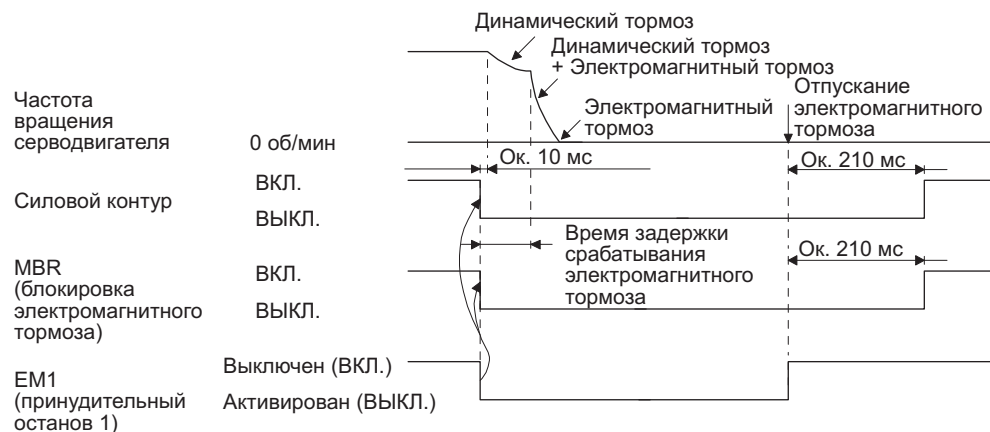 Динамический тормоз
Динамический тормоз
+ Электромагнитный тормоз
Частота
вращения
серводвигателя
0 об/мин
Электромагнитный
тормоз
Отпускание
электромагнитного
тормоза
Ок. 10 мс
Ок. 210 мс
Силовой контур
ВКЛ.
ВЫКЛ.
Время задержки
срабатывания
электромагнитного
тормоза
Ок. 210 мс
MBR
(блокировка
электромагнитного
тормоза)
ВКЛ.
ВЫКЛ.
EM1
(принудительный
останов 1)
Выключен (ВКЛ.)
Активирован (ВЫКЛ.)